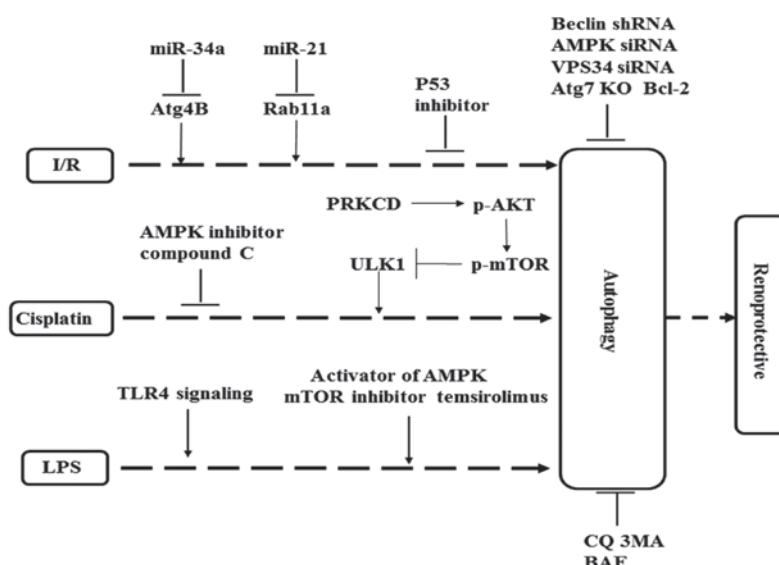 Beclin shRNA
AMPK siRNA
VPS34 siRNA
Atg7 KO Bcl-2
miR-34a
miR-21
Atg4B
Rab11a
P53
inhibitor
I/R
PRKCD
p-AKT
AMPK inhibitor
compound C
ULK1
p-mTOR
Cisplatin
Autophagy
Renoprotective
TLR4 signaling
Activator of AMPK
mTOR inhibitor temsirolimus
LPS
CQ 3MA
BAF